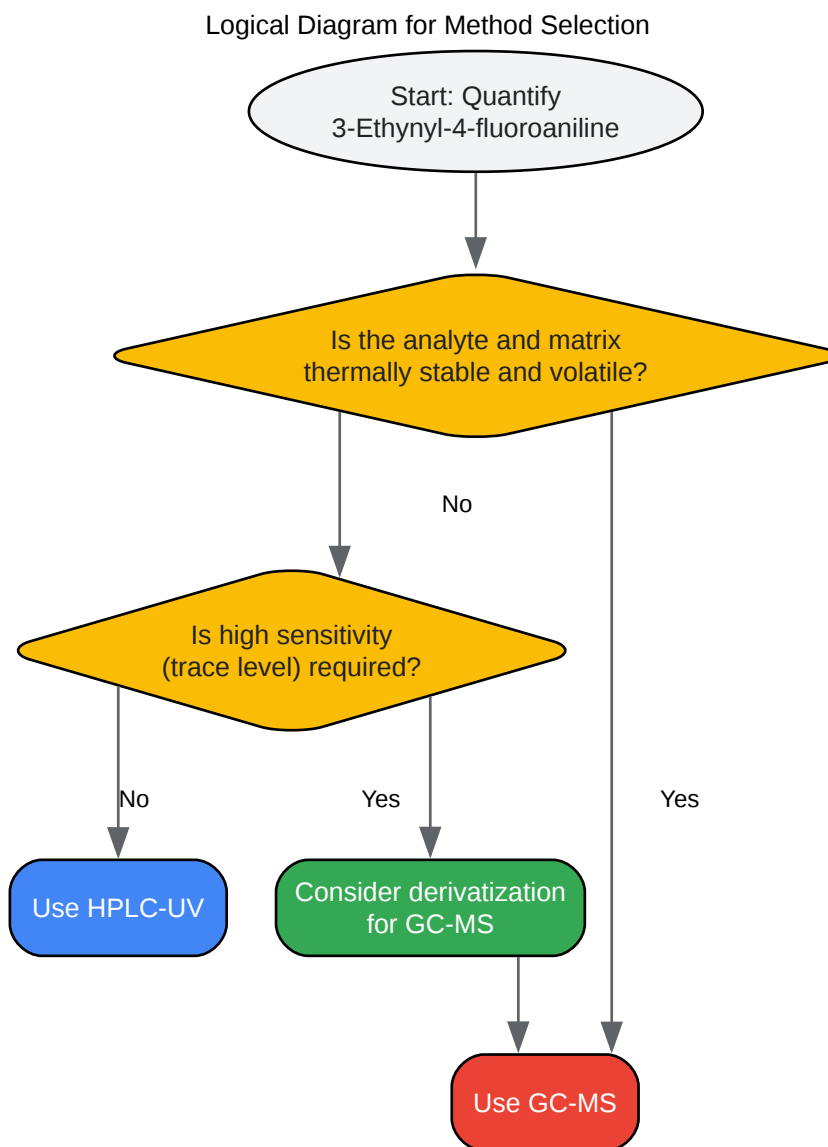 Logical Diagram for Method Selection
Start: Quantify
3-Ethynyl-4-fluoroaniline
Is the analyte and matrix
thermally stable and volatile?
No
Is high sensitivity
(trace level) required?
No
Yes
Yes
Use HPLC-UV
Consider derivatization
for GC-MS
Use GC-MS